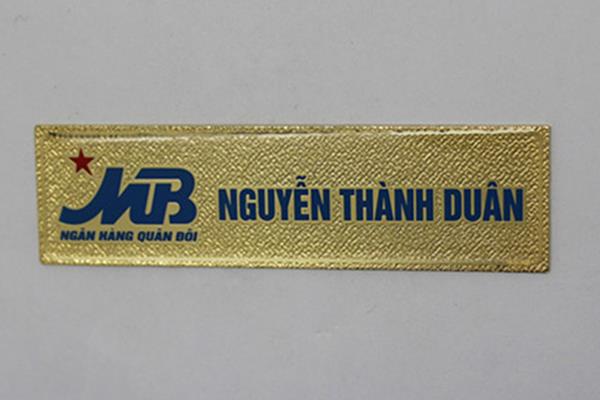 MB
NGÂN HÀNG QUÂN ĐỘI
NGUYỄN THÀNH DUÂN